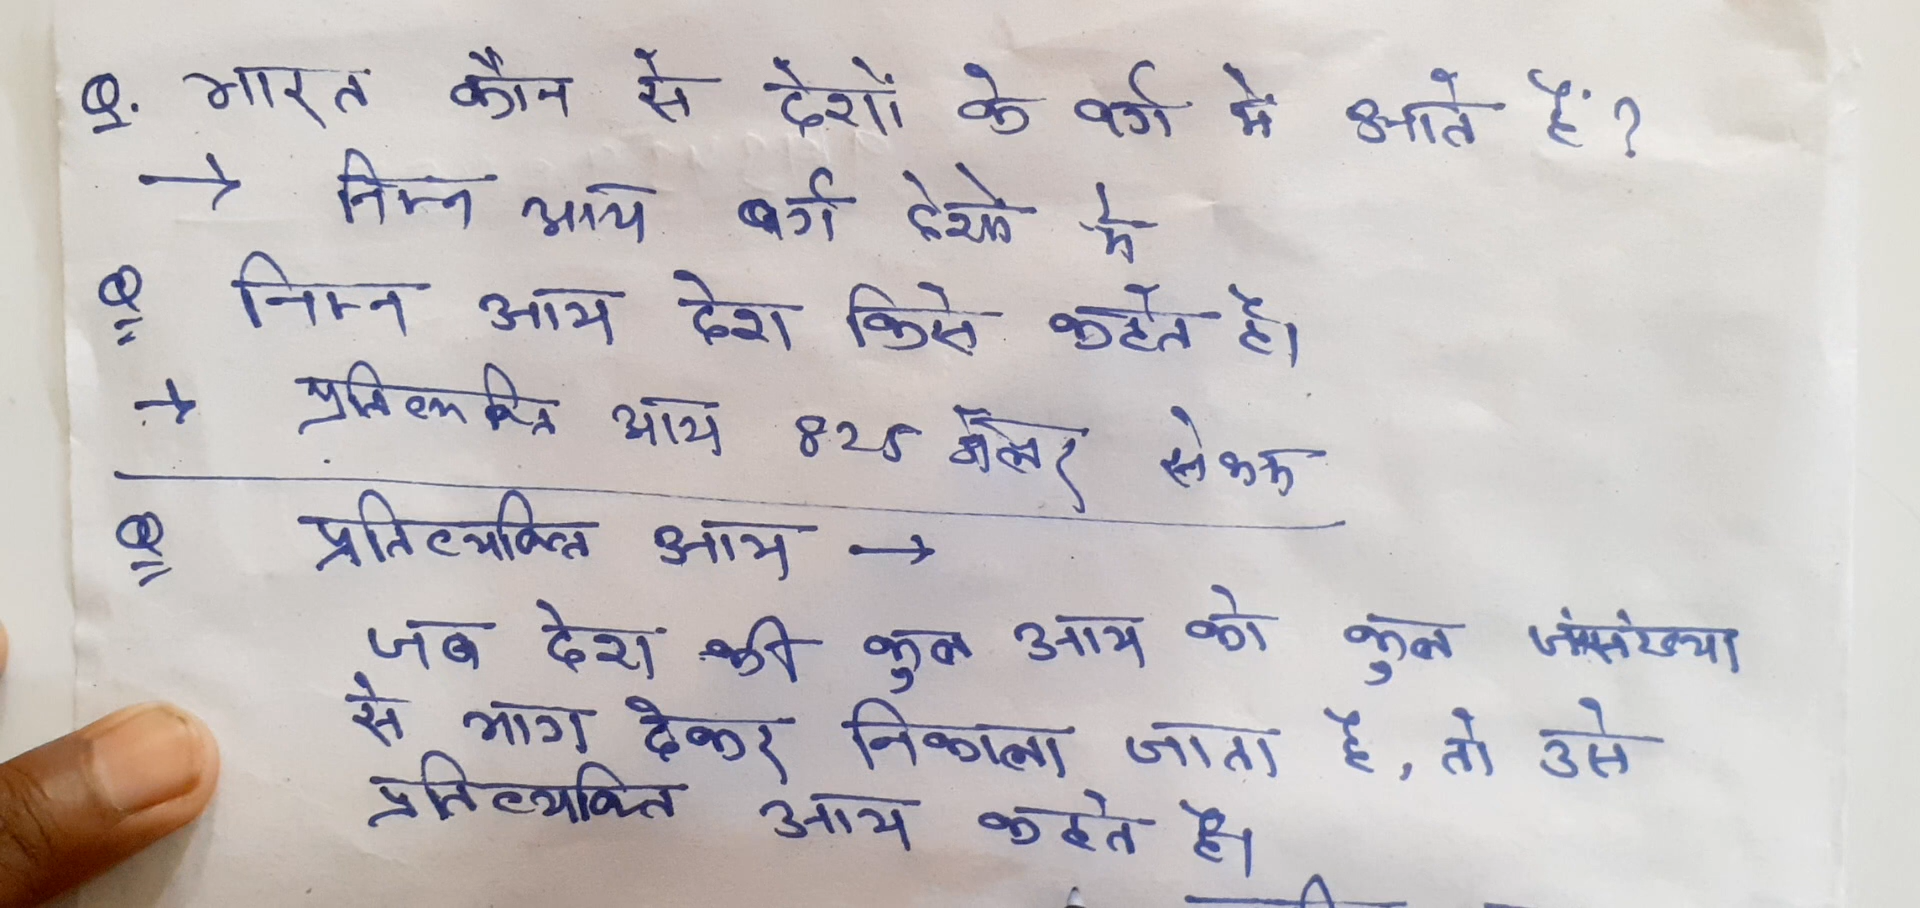 Q. भारत कौन से देशों के वर्ग में आते हैं?
→ निम्न आय वर्ग देशो में
Q निम्न आय देश किसे कहते है।
→ प्रतिव्यक्ति आय 825 डॉलर से कम
Q प्रतिव्यक्ति आय →
जब देश की कुल आय को कुल जंसंख्या
से भाग देकर निकाला जाता है, तो उसे
प्रतिव्यक्ति आय कहते है।